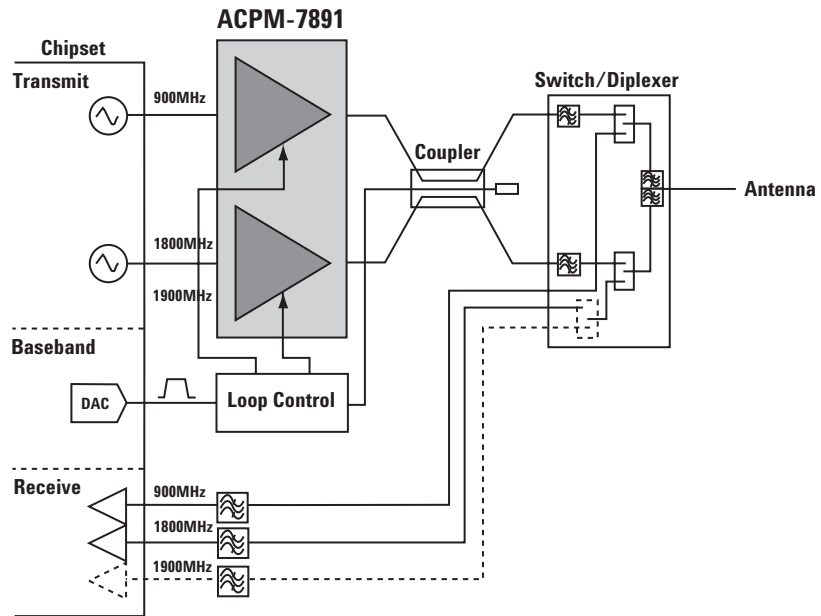 ACPM-7891
Chipset
Transmit
900MHz
Switch/Diplexer
Coupler
Antenna
1800MHz
1900MHz
Baseband
DAC
Loop Control
Receive
900MHz
1800MHz
1900MHz